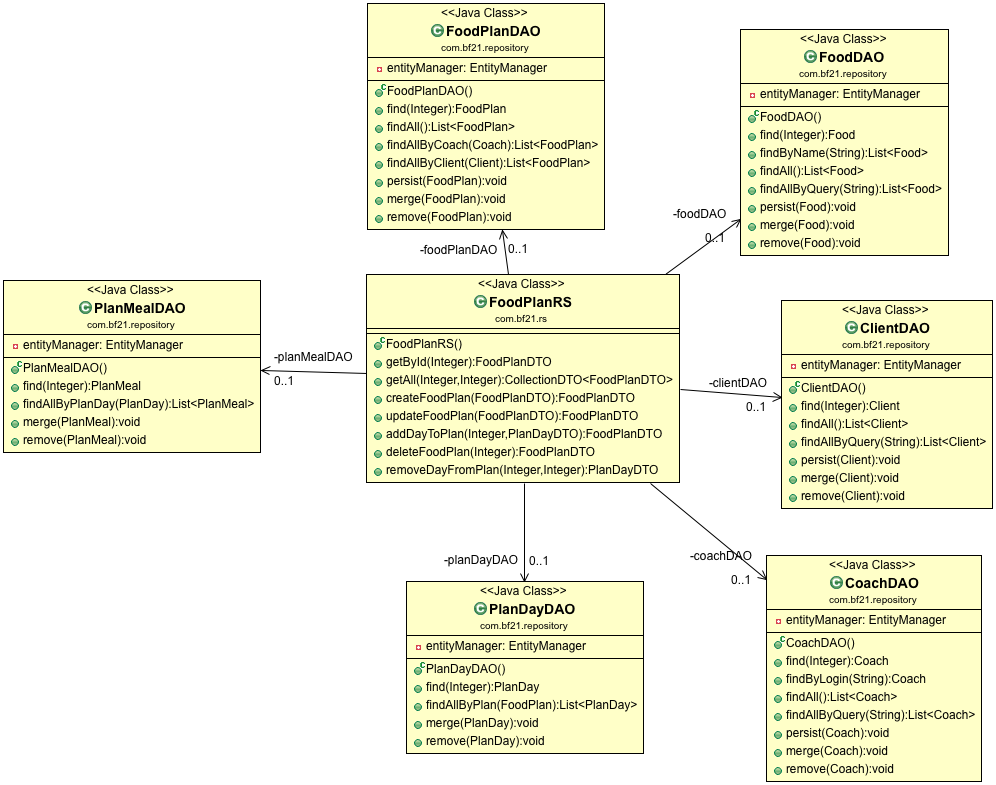 <<Java Class>>
FoodPlanDAO
com.bf21.repository
entityManager: EntityManager
FoodPlanDAO()
find(Integer):FoodPlan
findAll():List<FoodPlan>
findAllByCoach(Coach):List<FoodPlan>
findAllByClient(Client):List<FoodPlan>
persist(FoodPlan):void
merge(FoodPlan):void
remove(FoodPlan):void
<<Java Class>>
FoodDAO
com.bf21.repository
entityManager: EntityManager
FoodDAO()
find(Integer):Food
findByName(String):List<Food>
findAll():List<Food>
findAllByQuery(String):List<Food>
persist(Food):void
merge(Food):void
remove(Food):void
-foodPlanDAO
0..1
-foodDAO
0..1
<<Java Class>>
PlanMealDAO
com.bf21.repository
entityManager: EntityManager
PlanMealDAO()
find(Integer):PlanMeal
findAllByPlanDay(PlanDay):List<PlanMeal>
merge(PlanMeal):void
remove(PlanMeal):void
-planMealDAO
0..1
<<Java Class>>
FoodPlanRS
com.bf21.rs
FoodPlanRS()
getById(Integer):FoodPlanDTO
getAll(Integer,Integer):CollectionDTO<FoodPlanDTO>
createFoodPlan(FoodPlanDTO):FoodPlanDTO
updateFoodPlan(FoodPlanDTO):FoodPlanDTO
addDayToPlan(Integer,PlanDayDTO):FoodPlanDTO
deleteFoodPlan(Integer):FoodPlanDTO
removeDayFromPlan(Integer,Integer):PlanDayDTO
-clientDAO
0..1
<<Java Class>>
ClientDAO
com.bf21.repository
entityManager: EntityManager
ClientDAO()
find(Integer):Client
findAll():List<Client>
findAllByQuery(String):List<Client>
persist(Client):void
merge(Client):void
remove(Client):void
-planDayDAO
0..1
-coachDAO
0..1
<<Java Class>>
PlanDayDAO
com.bf21.repository
entityManager: EntityManager
PlanDayDAO()
find(Integer):PlanDay
findAllByPlan(FoodPlan):List<PlanDay>
merge(PlanDay):void
remove(PlanDay):void
<<Java Class>>
CoachDAO
com.bf21.repository
entityManager: EntityManager
CoachDAO()
find(Integer):Coach
findByLogin(String):Coach
findAll():List<Coach>
findAllByQuery(String):List<Coach>
persist(Coach):void
merge(Coach):void
remove(Coach):void